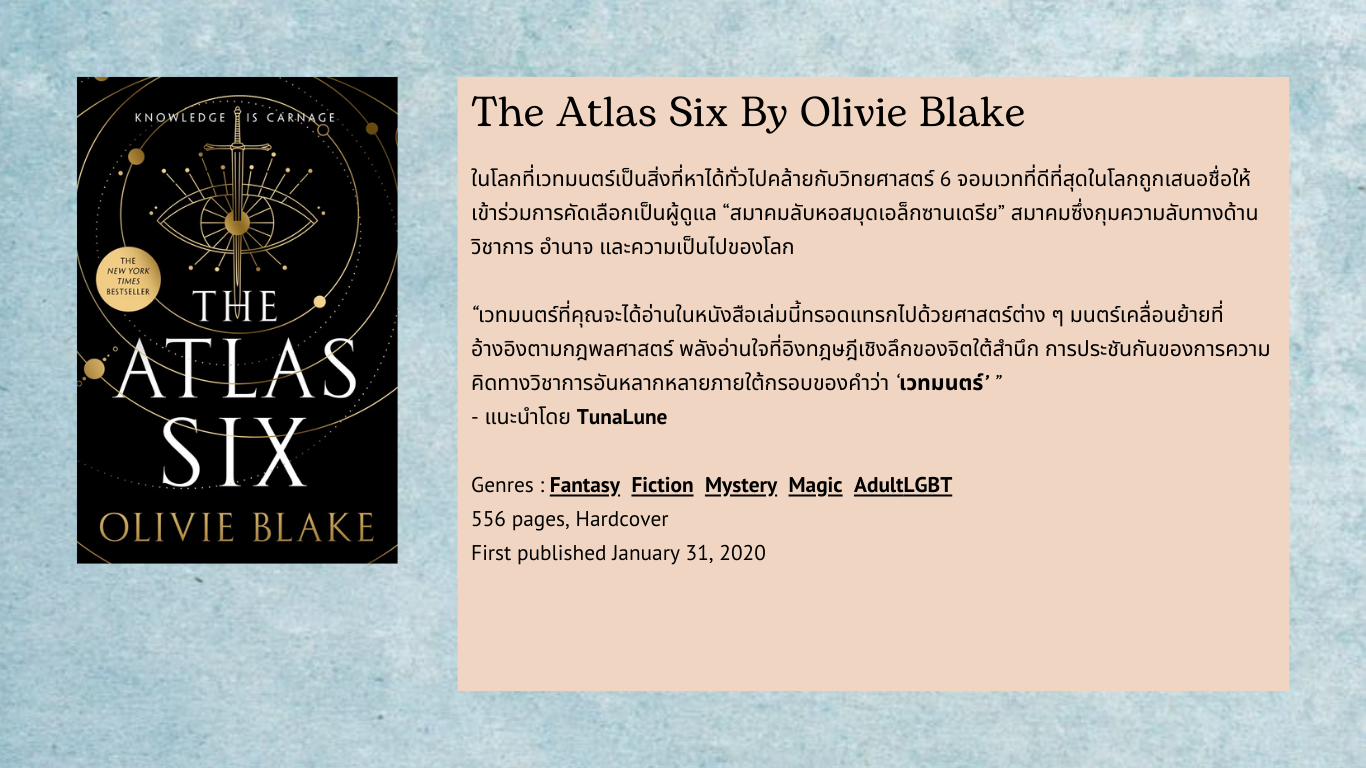 KNOWLEDGE IS CARNAGE
THE
NEW YORK
TIMES
BESTSELLER
THE
ATLAS
SIX
OLIVIE BLAKE
The Atlas Six By Olivie Blake
ในโลกที่เวทมนตร์เป็นสิ่งที่หาได้ทั่วไปคล้ายกับวิทยศาสตร์ 6 จอมเวทที่ดีที่สุดในโลกถูกเสนอชื่อให้
เข้าร่วมการคัดเลือกเป็นผู้ดูแล “สมาคมลับหอสมุดเอล็กซานเดรีย” สมาคมซึ่งกุมความลับทางด้าน
วิชาการ อำนาจ และความเป็นไปของโลก
“เวทมนตร์ที่คุณจะได้อ่านในหนังสือเล่มนี้ทรอดแทรกไปด้วยศาสตร์ต่าง ๆ มนตร์เคลื่อนย้ายที่
อ้างอิงตามกฎพลศาสตร์ พลังอ่านใจที่อิงทฎษฎีเชิงลึกของจิตใต้สำนึก การประชันกันของการความ
คิดทางวิชาการอันหลากหลายภายใต้กรอบของคำว่า ‘เวทมนตร์’ ”
- แนะนำโดย TunaLune
Genres : Fantasy Fiction Mystery Magic AdultLGBT
556 pages, Hardcover
First published January 31, 2020